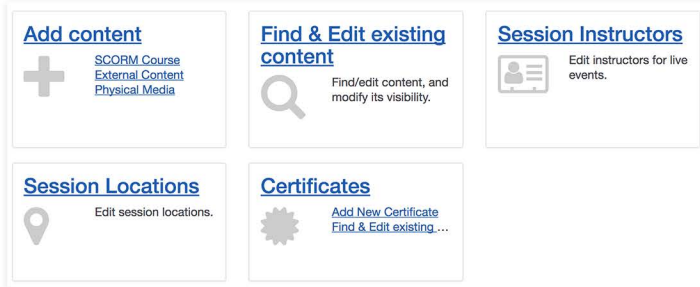 Add content
SCORM Course
External Content
Physical Media
Find & Edit existing
content
Find/edit content, and
modify its visibility.
Session Instructors
Edit instructors for live
events.
Session Locations
Edit session locations.
Certificates
Add New Certificate
Find & Edit existing ...